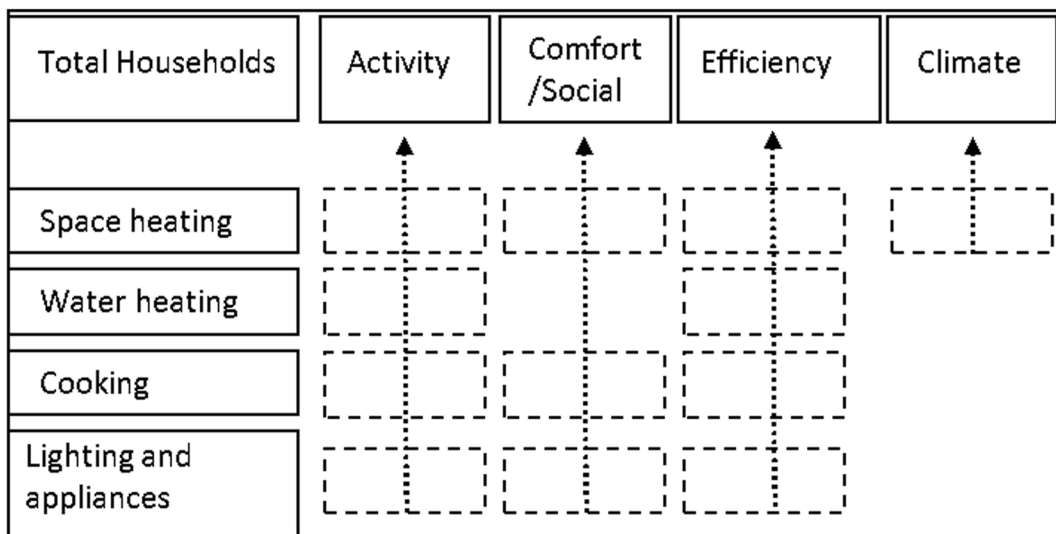 Total Households
Activity
Comfort
/Social
Efficiency
Climate
Space heating
Water heating
Cooking
Lighting and
appliances